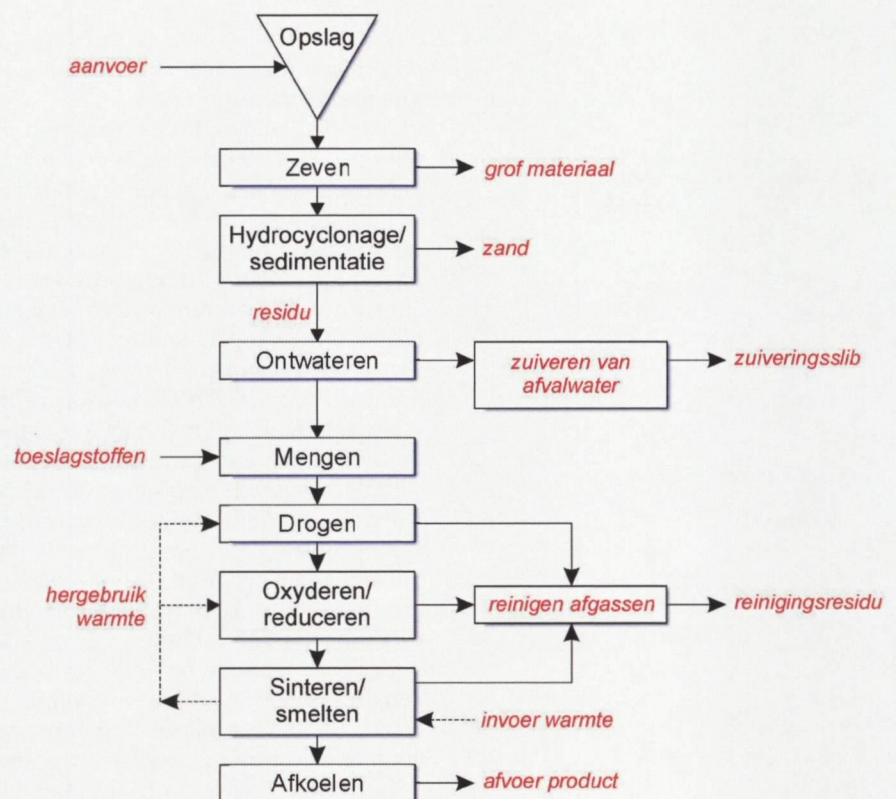 Opslag
aanvoer
Zeven
grof materiaal
Hydrocyclonage/
sedimentatie
zand
residu
Ontwateren
zuiveren van
afvalwater
zuiveringsslib
toeslagstoffen
Mengen
Drogen
hergebruik
warmte
Oxyderen/
reduceren
reinigen afgassen
reinigingsresidu
Sinteren/
smelten
invoer warmte
Afkoelen
afvoer product